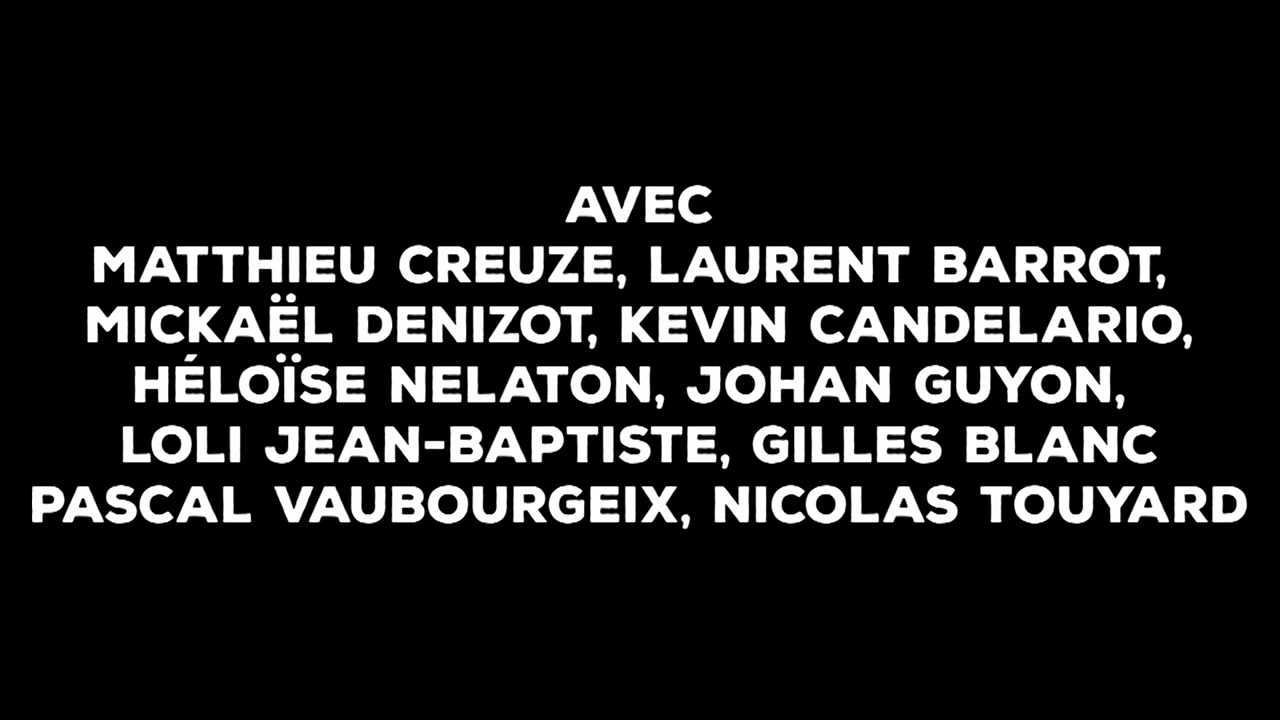 AVEC
MATTHIEU CREUZE, LAURENT BARROT,
MICKAËL DENIZOT, KEVIN CANDELARIO,
HÉLOÏSE NELATON, JOHAN GUYON,
LOLI JEAN-BAPTISTE, GILLES BLANC
PASCAL VAUBOURGEIX, NICOLAS TOUYARD